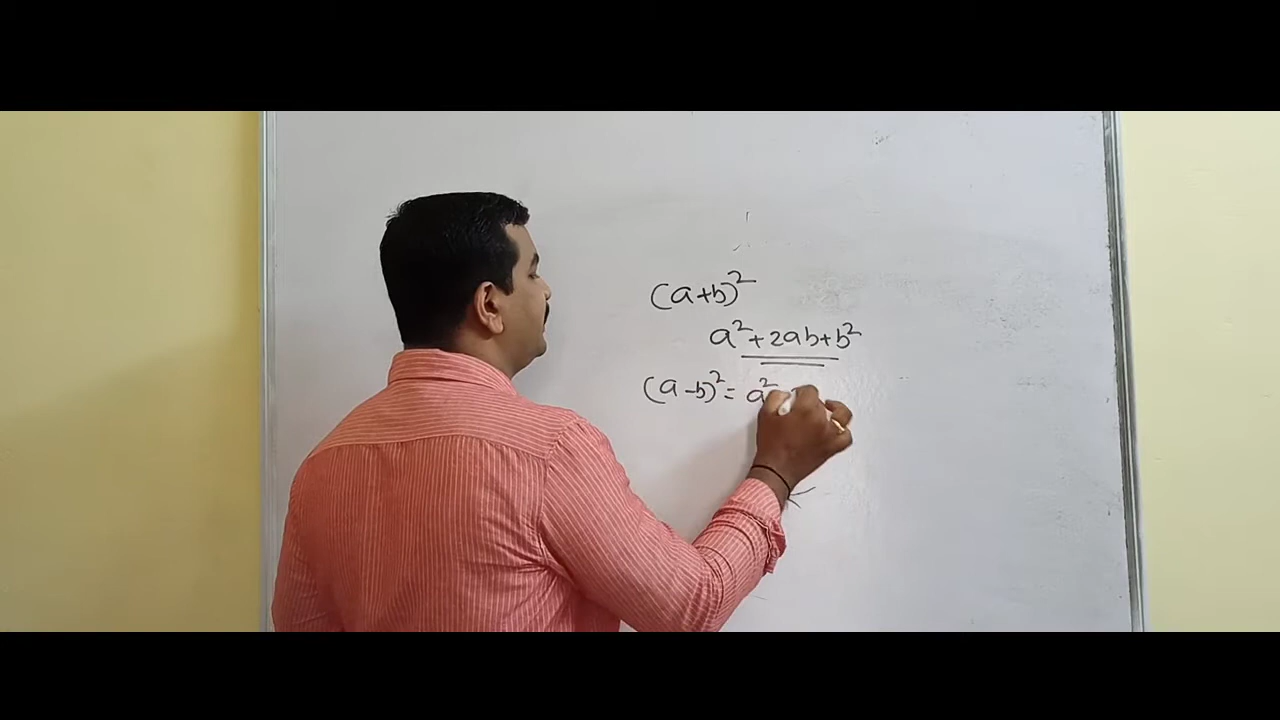 (a+b)²
a²+2ab+b²
(a-b)²= a²